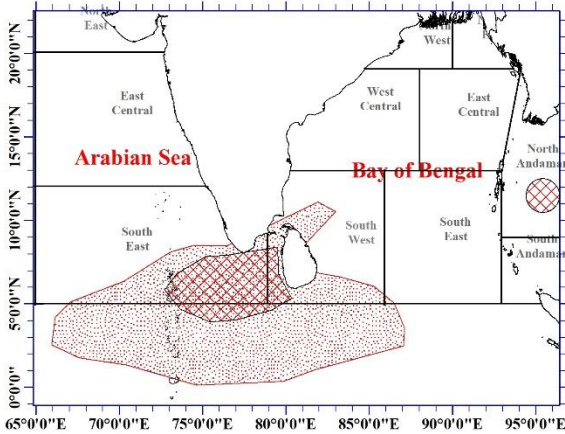 North
East
North
West
20°0'0"N
East
Central
West
Central
East
Central
15°0'0"N
Arabian Sea
Bay of Bengal
North
Andaman
10°0'0"N
South
East
South
West
South
East
South
Andaman
5°0'0"N
0°0'0"N
65°0'0"E 70°0'0"E 75°0'0"E 80°0'0"E 85°0'0"E 90°0'0"E 95°0'0"E